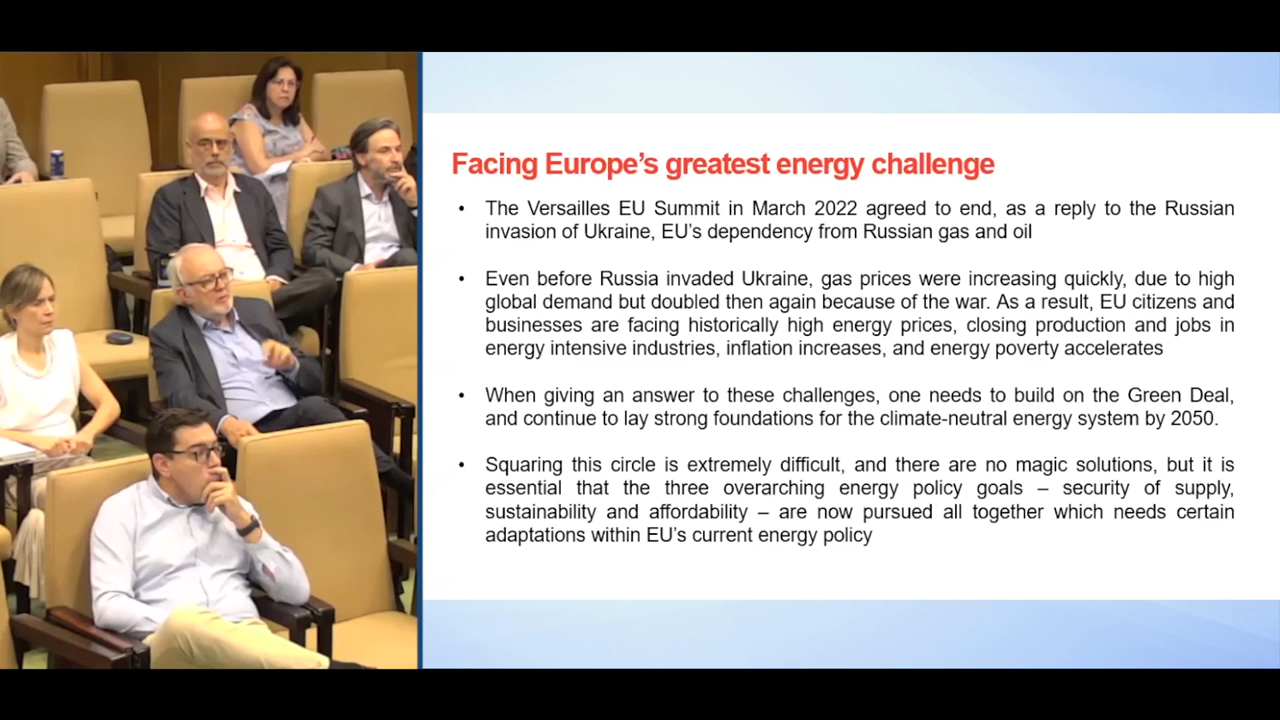 Facing Europe’s greatest energy challenge
• The Versailles EU Summit in March 2022 agreed to end, as a reply to the Russian
invasion of Ukraine, EU’s dependency from Russian gas and oil
• Even before Russia invaded Ukraine, gas prices were increasing quickly, due to high
global demand but doubled then again because of the war. As a result, EU citizens and
businesses are facing historically high energy prices, closing production and jobs in
energy intensive industries, inflation increases, and energy poverty accelerates
• When giving an answer to these challenges, one needs to build on the Green Deal,
and continue to lay strong foundations for the climate-neutral energy system by 2050.
• Squaring this circle is extremely difficult, and there are no magic solutions, but it is
essential that the three overarching energy policy goals – security of supply,
sustainability and affordability – are now pursued all together which needs certain
adaptations within EU’s current energy policy